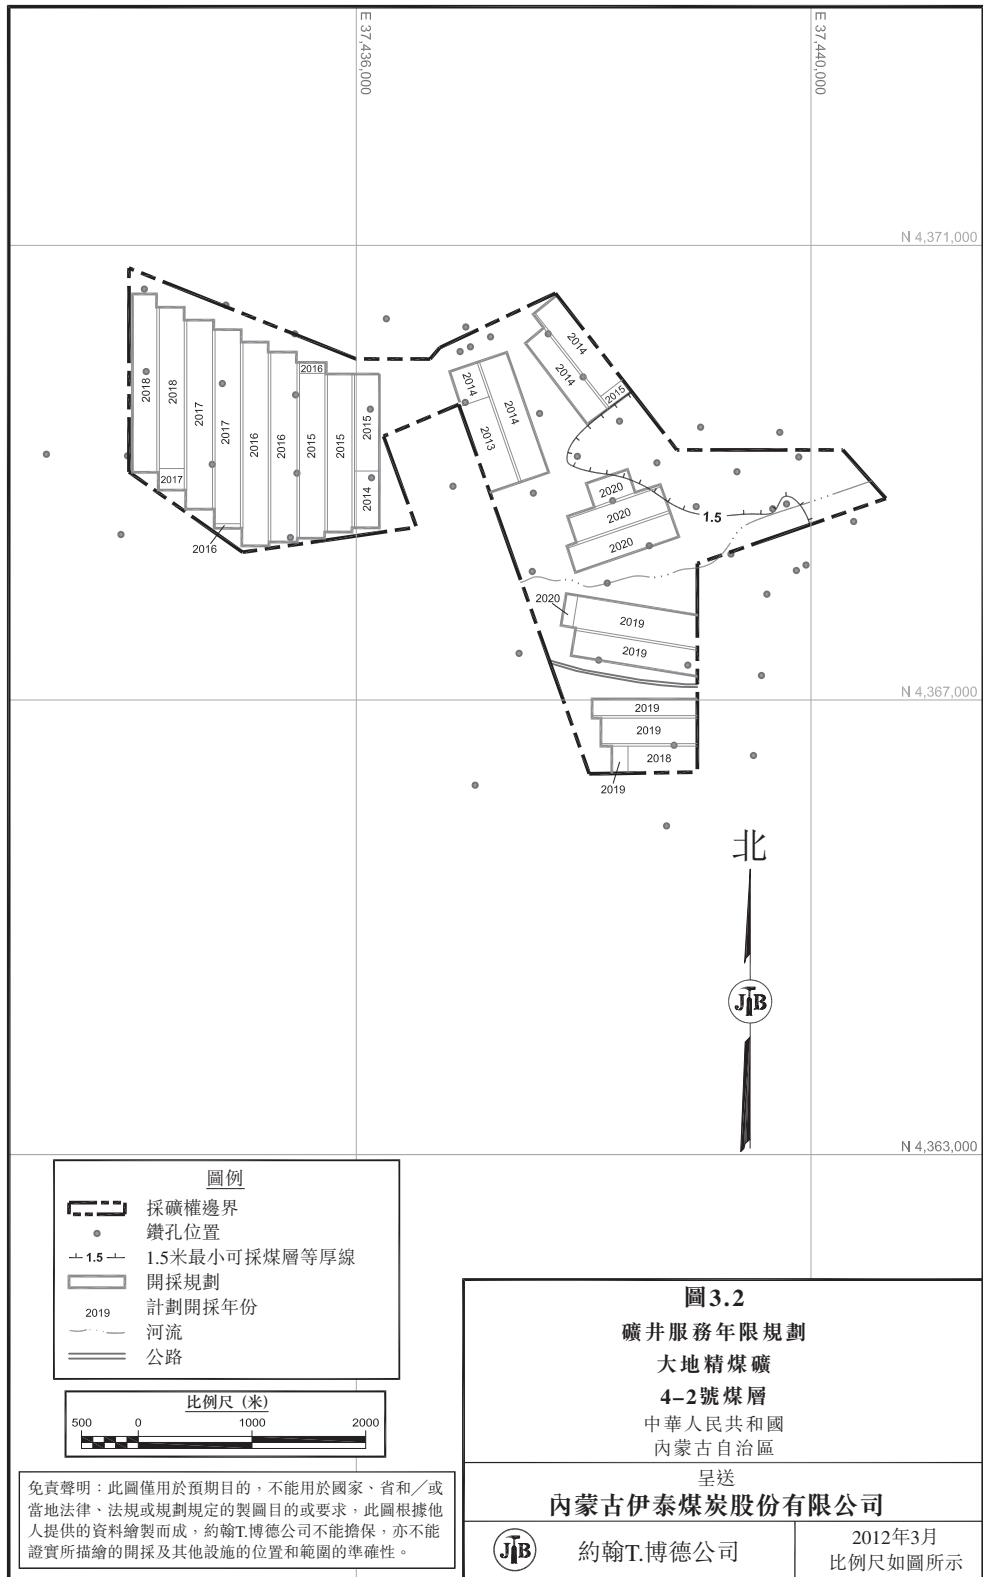 E 37,436,000
E 37,440,000
N 4,371,000
2018
2018
2017
2017
2017
2016
2016
2016
2016
2015
2015
2015
2014
2014
2013
2014
2014
2014
2015
1.5
2020
2020
2020
2020
2019
2019
N 4,367,000
2019
2019
2018
2019
北
JTB
N 4,363,000
圖例
採礦權邊界
鑽孔位置
1.5 1.5米最小可採煤層等厚線
開採規劃
2019 計劃開採年份
河流
公路
比例尺（米）
500 0 1000 2000
免責聲明：此圖僅用於預期目的，不能用於國家、省和／或
當地法律、法規或規劃規定的製圖目的或要求，此圖根據他
人提供的資料繪製而成，約翰T.博德公司不能擔保，亦不能
證實所描繪的開採及其他設施的位置和範圍的準確性。
圖3.2
礦井服務年限規劃
大地精煤礦
4–2號煤層
中華人民共和國
內蒙古自治區
呈送
內蒙古伊泰煤炭股份有限公司
JTB 約翰T.博德公司
2012年3月
比例尺如圖所示